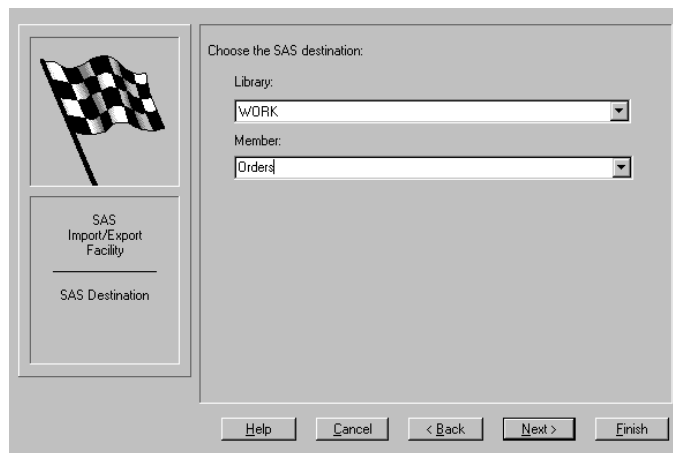 Choose the SAS destination:
Library:
WORK
Member:
Orders
SAS
Import/Export
Facility
SAS Destination
Help
Cancel
< Back
Next >
Finish